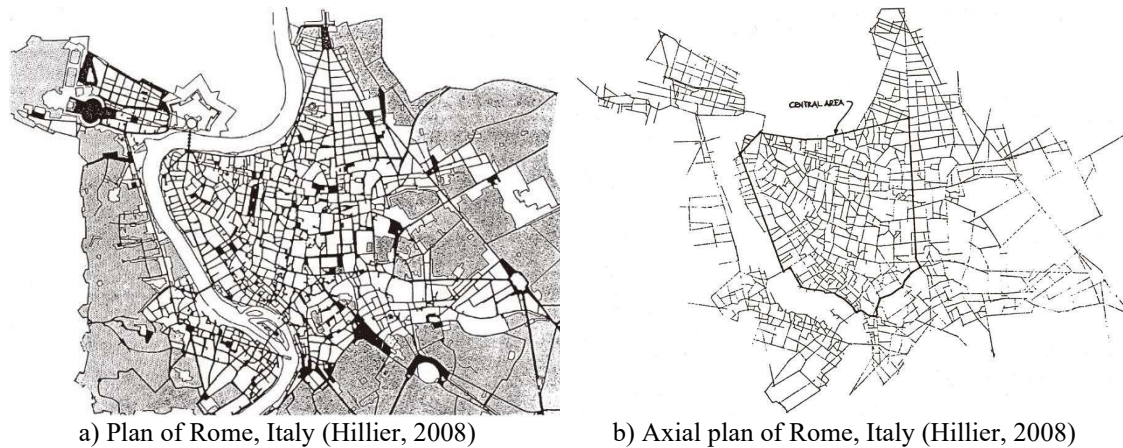 CENTRAL AREA
a) Plan of Rome, Italy (Hillier, 2008)
b) Axial plan of Rome, Italy (Hillier, 2008)